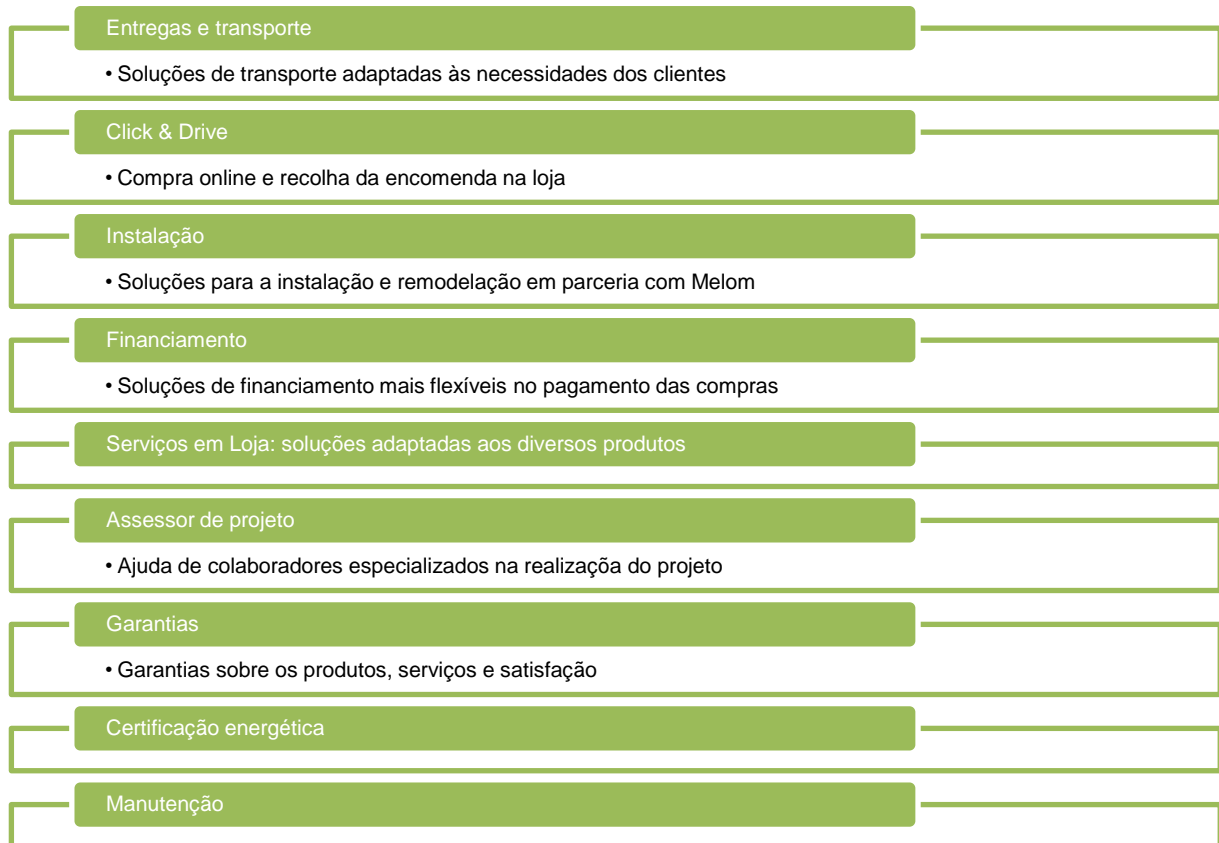 Entregas e transporte
• Soluções de transporte adaptadas às necessidades dos clientes
Click & Drive
• Compra online e recolha da encomenda na loja
Instalação
• Soluções para a instalação e remodelação em parceria com Melom
Financiamento
• Soluções de financiamento mais flexíveis no pagamento das compras
Serviços em Loja: soluções adaptadas aos diversos produtos
Assessor de projeto
• Ajuda de colaboradores especializados na realizaçõa do projeto
Garantias
• Garantias sobre os produtos, serviços e satisfação
Certificação energética
Manutenção